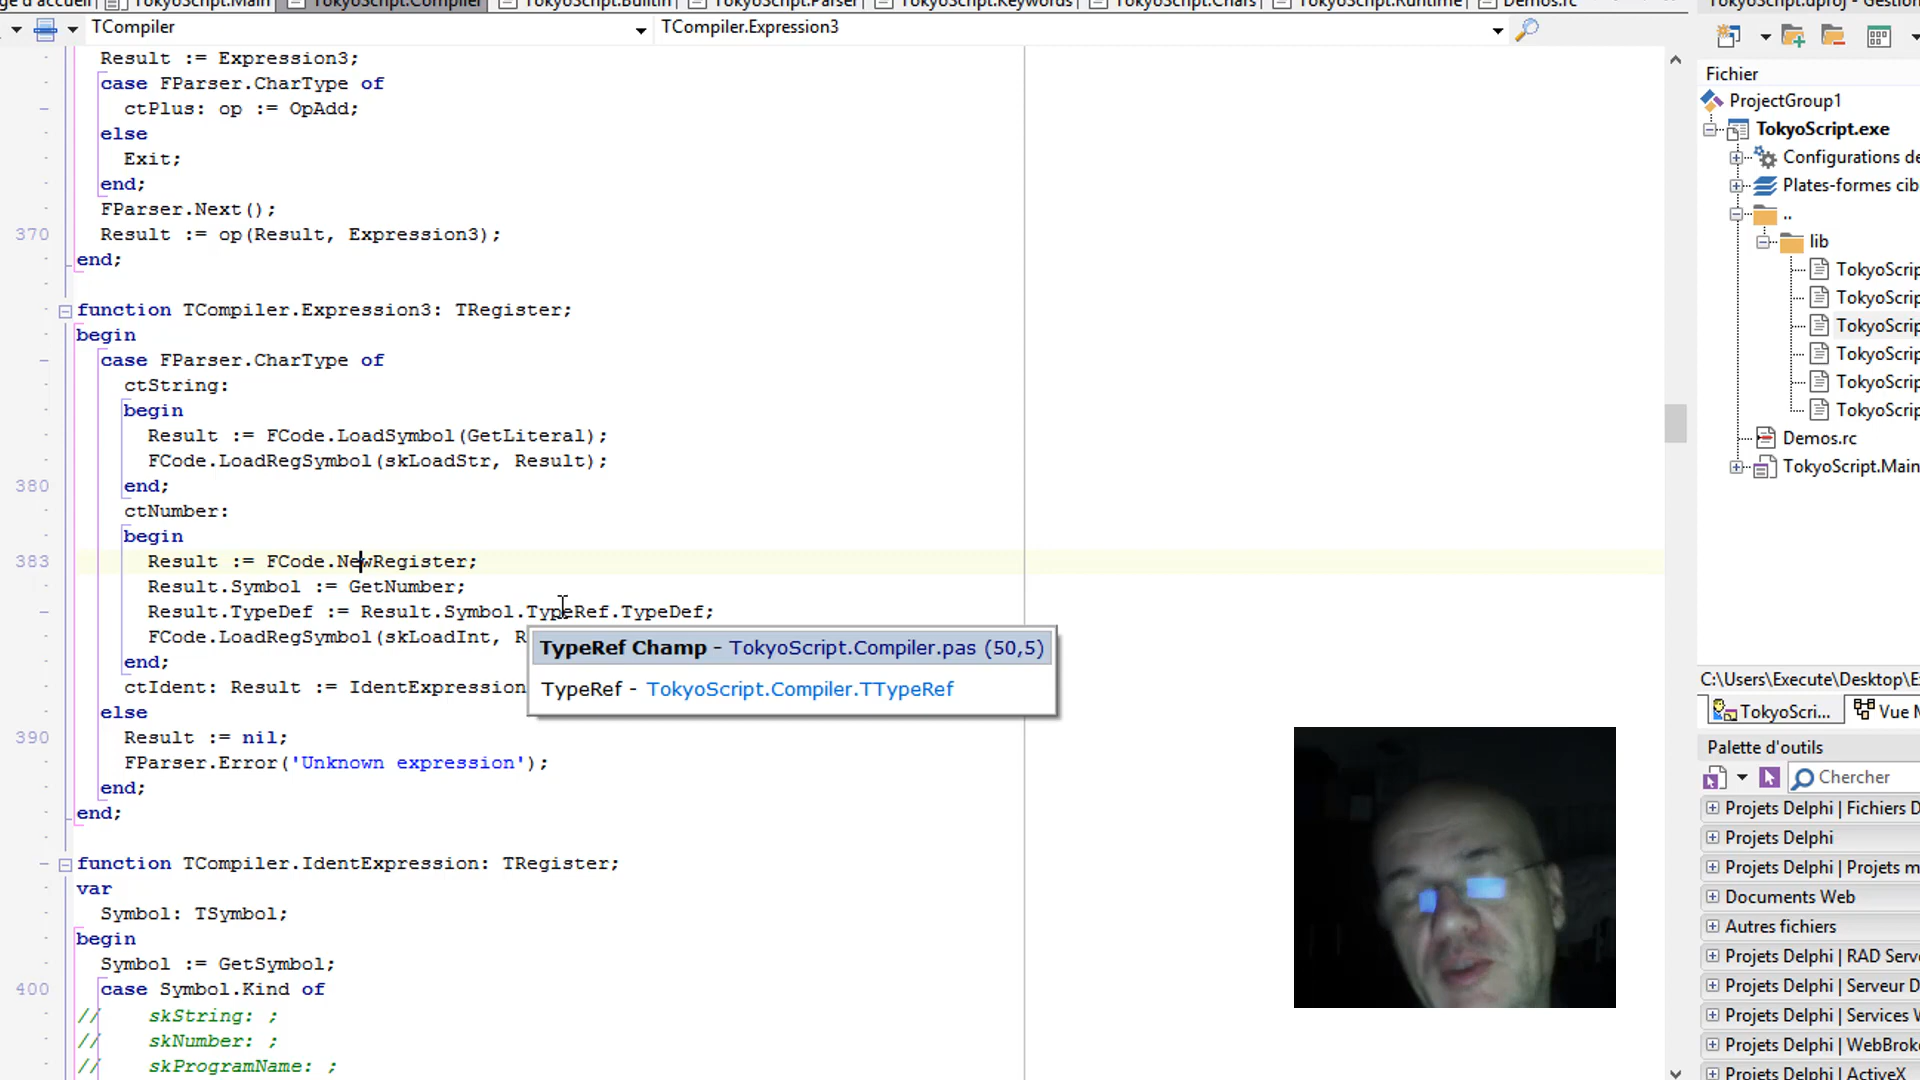 TokyoScript.Main TokyoScript.Compiler TokyoScript.Builtin TokyoScript.Parser TokyoScript.Keywords TokyoScript.Chars TokyoScript.Runtime Demos.rc
TCompiler TCompiler.Expression3
Result := Expression3;
case FParser.CharType of
ctPlus: op := OpAdd;
else
Exit;
end;
FParser.Next();
370 Result := op(Result, Expression3);
end;
function TCompiler.Expression3: TRegister;
begin
case FParser.CharType of
ctString:
begin
Result := FCode.LoadSymbol(GetLiteral);
FCode.LoadRegSymbol(skLoadStr, Result);
380 end;
ctNumber:
begin
383 Result := FCode.NewRegister;
Result.Symbol := GetNumber;
Result.TypeDef := Result.Symbol.TypeRef.TypeDef;
FCode.LoadRegSymbol(skLoadInt, R
end;
ctIdent: Result := IdentExpression
else
390 Result := nil;
FParser.Error('Unknown expression');
end;
end;
function TCompiler.IdentExpression: TRegister;
var
Symbol: TSymbol;
begin
Symbol := GetSymbol;
400 case Symbol.Kind of
// skString: ;
// skNumber: ;
// skProgramName: ;
TypeRef Champ - TokyoScript.Compiler.pas (50,5)
TypeRef - TokyoScript.Compiler.TTypeRef
TokyoScript.dproj - Gestion
Fichier
ProjectGroup1
TokyoScript.exe
Configurations de
Plates-formes cib
..
lib
TokyoScrip
TokyoScrip
TokyoScrip
TokyoScrip
TokyoScrip
TokyoScrip
Demos.rc
TokyoScript.Main
C:\Users\Execute\Desktop\E
TokyoScri... Vue M
Palette d'outils
Chercher
Projets Delphi | Fichiers D
Projets Delphi
Projets Delphi | Projets m
Documents Web
Autres fichiers
Projets Delphi | RAD Serve
Projets Delphi | Serveur D
Projets Delphi | Services W
Projets Delphi | WebBroke
Projets Delphi | ActiveX